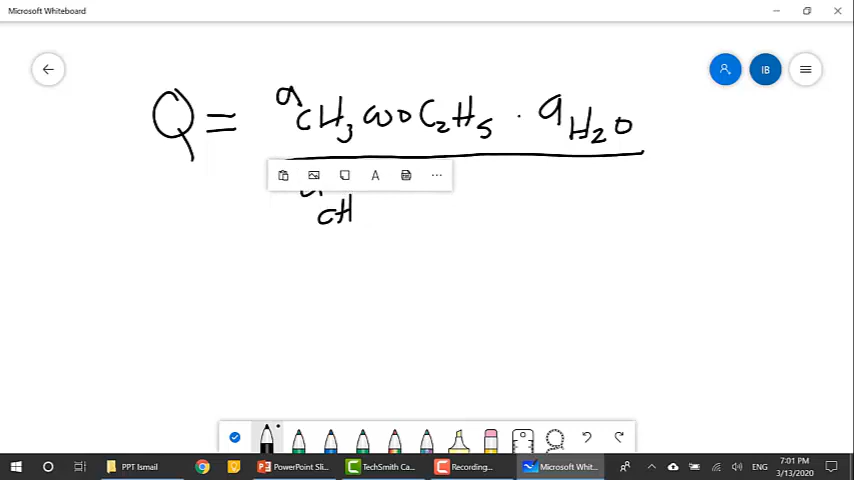 Microsoft Whiteboard
IB
Q = aCH3COOC2H5 · aH2O
A
CH
PPT Ismail
PowerPoint Sli...
TechSmith Ca...
Recording...
Microsoft Whit...
ENG
7:01 PM
3/13/2020